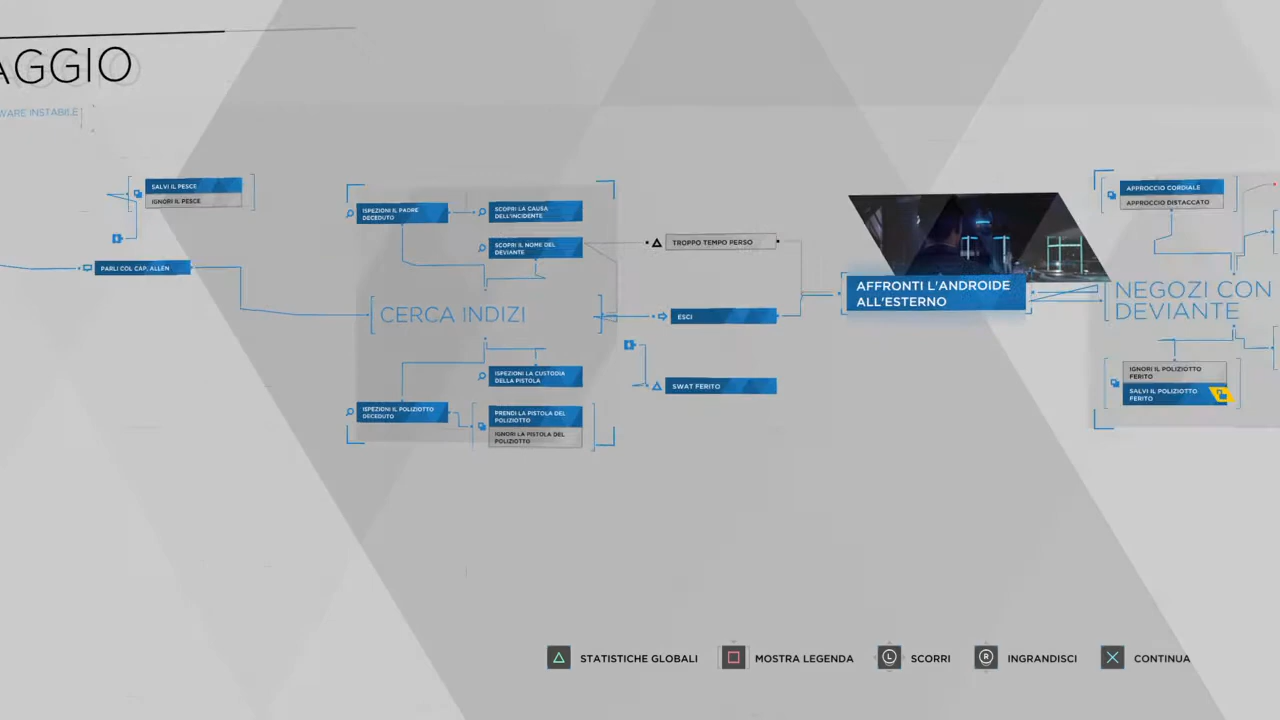 AGGIO
WARE INSTABILE
SALVI IL PESCE
IGNORI IL PESCE
PARLI COL CAP. ALLEN
ISPEZIONI IL PADRE
DECEDUTO
SCOPRI LA CAUSA
DELL'INCIDENTE
SCOPRI IL NOME DEL
DEVIANTE
CERCA INDIZI
ISPEZIONI LA CUSTODIA
DELLA PISTOLA
ISPEZIONI IL POLIZIOTTO
DECEDUTO
PRENDI LA PISTOLA DEL
POLIZIOTTO
IGNORI LA PISTOLA DEL
POLIZIOTTO
TROPPO TEMPO PERSO
ESCI
SWAT FERITO
AFFRONTI L'ANDROIDE
ALL'ESTERNO
APPROCCIO CORDIALE
APPROCCIO DISTACCATO
NEGOZI CON
DEVIANTE
IGNORI IL POLIZIOTTO
FERITO
SALVI IL POLIZIOTTO
FERITO
STATISTICHE GLOBALI
MOSTRA LEGENDA
L SCORRI
R INGRANDISCI
CONTINUA